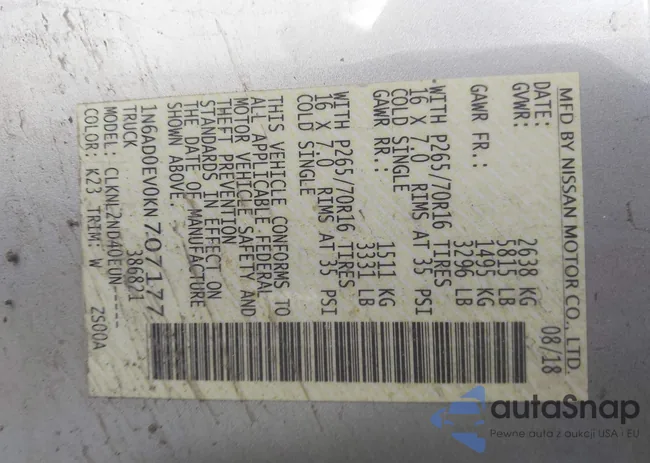 MFD BY NISSAN MOTOR CO., LTD.
DATE: 08/18
GVWR: 2638 KG
5815 LB
GAWR FR.: 1495 KG
3296 LB
WITH P265/70R16 TIRES
16 X 7.0 RIMS AT 35 PSI
COLD SINGLE
GAWR RR.: 1511 KG
3331 LB
WITH P265/70R16 TIRES
16 X 7.0 RIMS AT 35 PSI
COLD SINGLE
THIS VEHICLE CONFORMS TO
ALL APPLICABLE FEDERAL
MOTOR VEHICLE SAFETY AND
THEFT PREVENTION
STANDARDS IN EFFECT ON
THE DATE OF MANUFACTURE
SHOWN ABOVE.
1N6AD0EV0KN707177
TRUCK 386821
MODEL: CLKNL2ND40EUN-----
COLOR: K23 TRIM: W 2S00A
autaSnap
Pewne auta z aukcji USA i EU